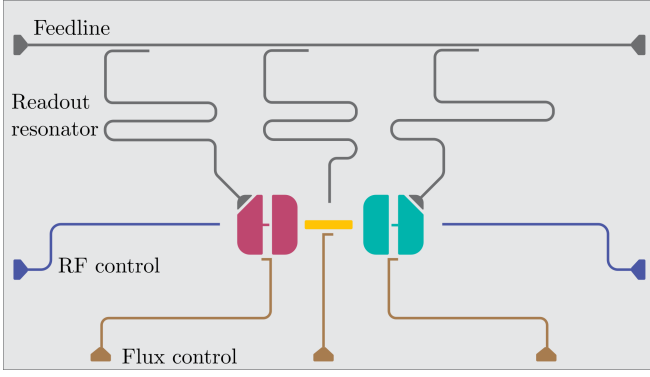 Feedline
Readout
resonator
RF control
Flux control